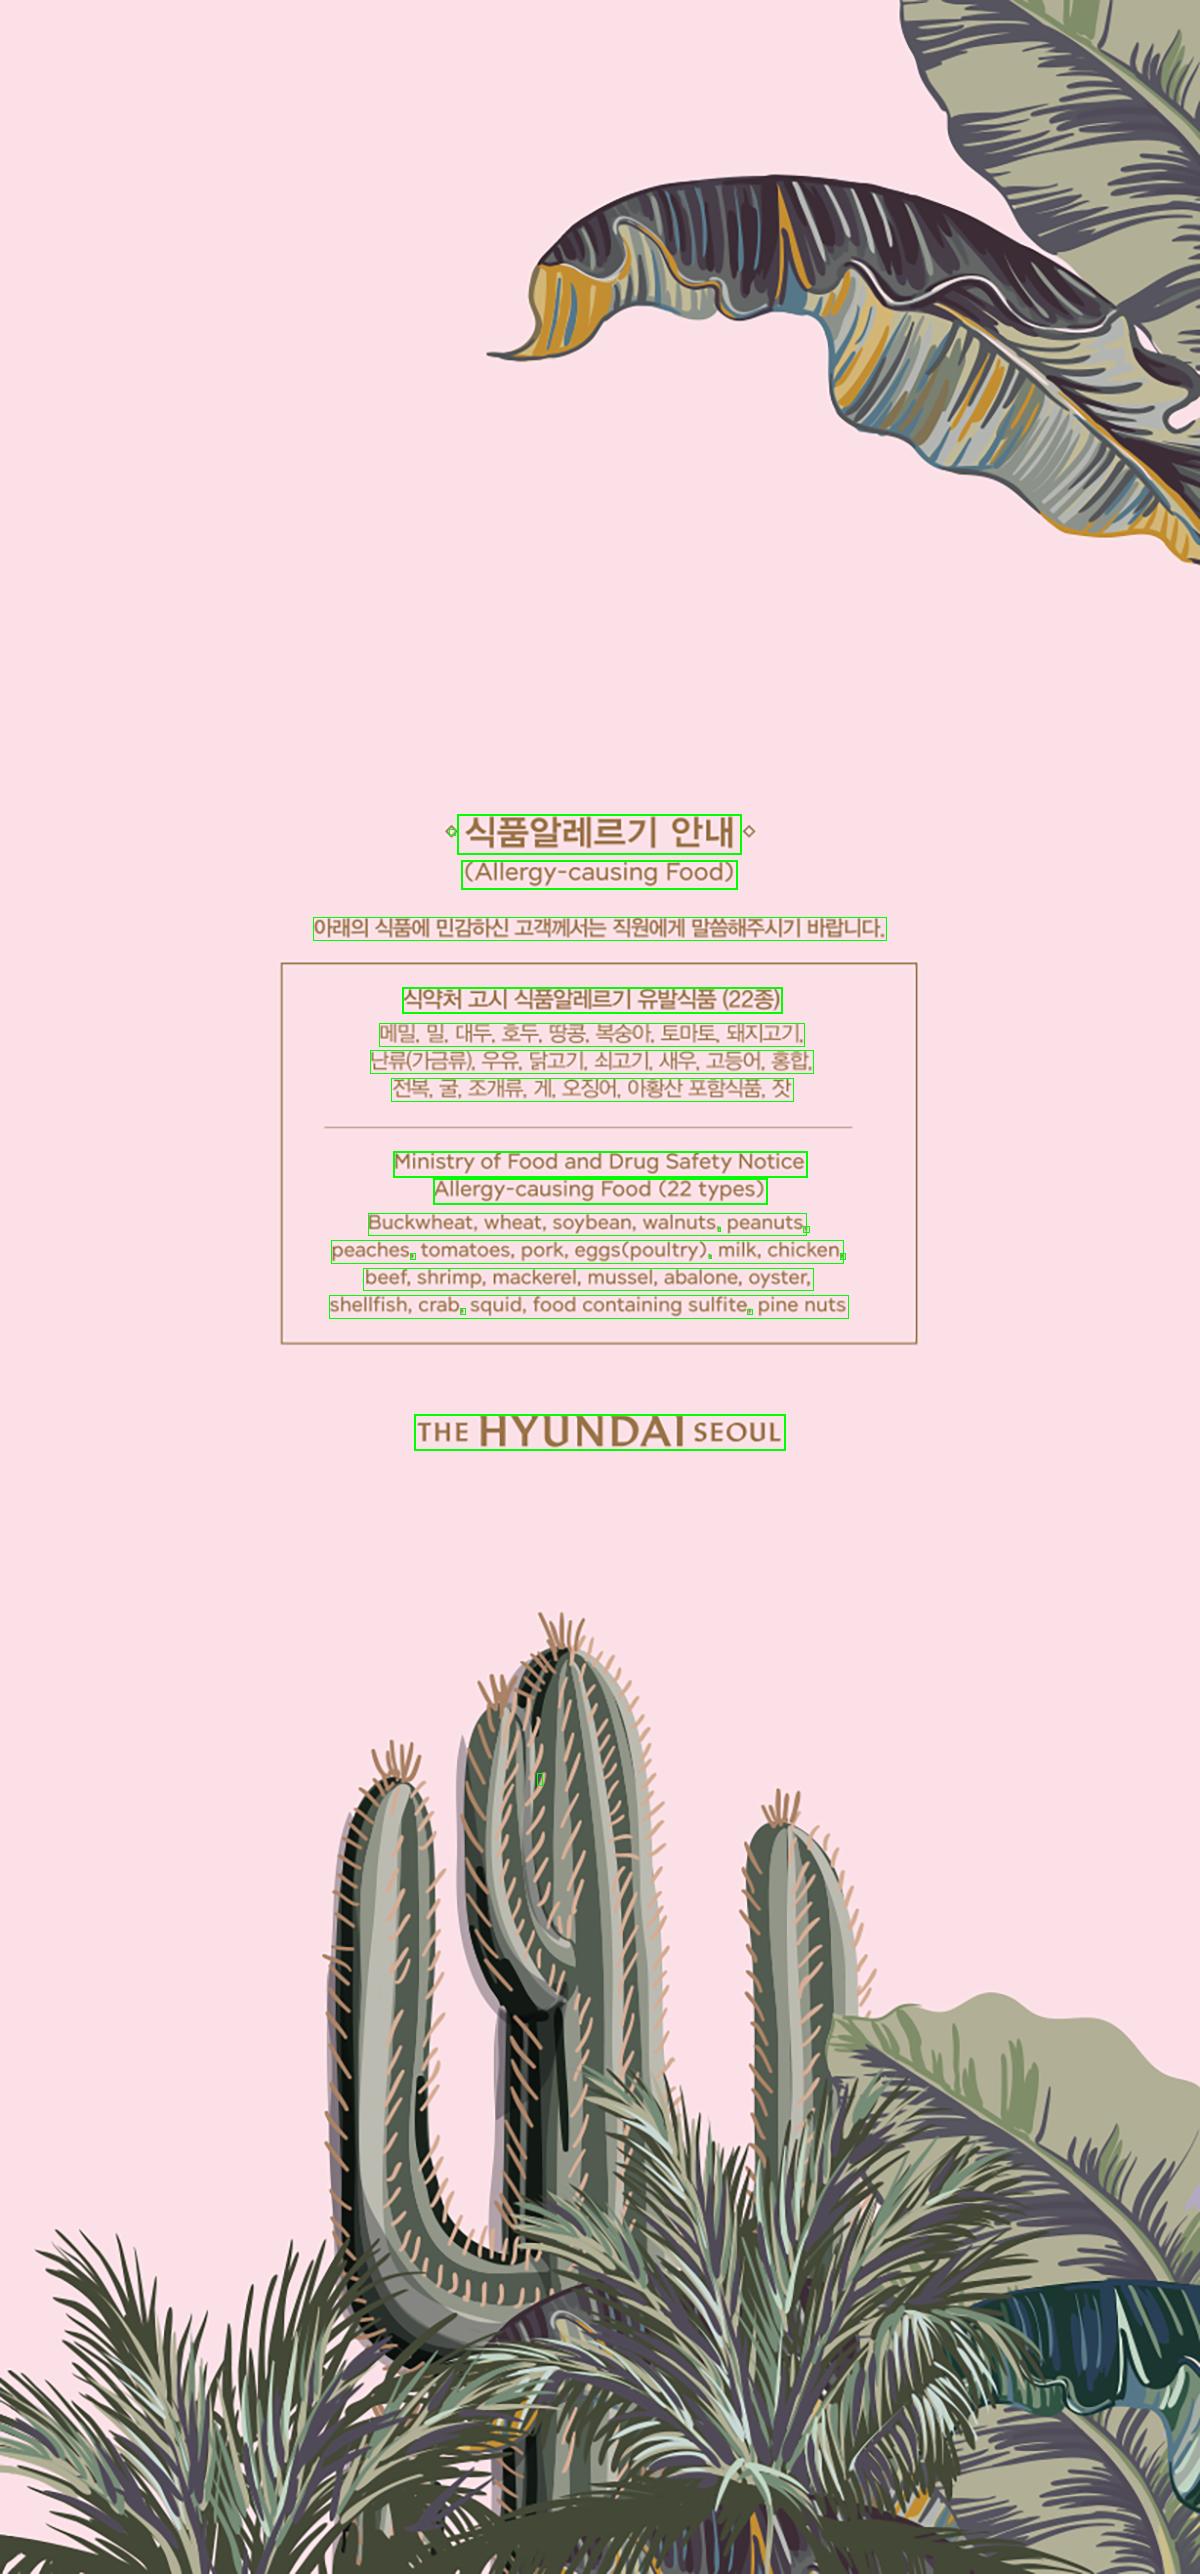 ◇ 식품알레르기 안내 ◇
(Allergy-causing Food)
아래의 식품에 민감하신 고객께서는 직원에게 말씀해주시기 바랍니다.
식약처 고시 식품알레르기 유발식품 (22종)
메밀, 밀, 대두, 호두, 땅콩, 복숭아, 토마토, 돼지고기,
난류(가금류), 우유, 닭고기, 쇠고기, 새우, 고등어, 홍합,
전복, 굴, 조개류, 게, 오징어, 아황산 포함식품, 잣
Ministry of Food and Drug Safety Notice
Allergy-causing Food (22 types)
Buckwheat, wheat, soybean, walnuts, peanuts,
peaches, tomatoes, pork, eggs(poultry), milk, chicken,
beef, shrimp, mackerel, mussel, abalone, oyster,
shellfish, crab, squid, food containing sulfite, pine nuts
THE HYUNDAI SEOUL